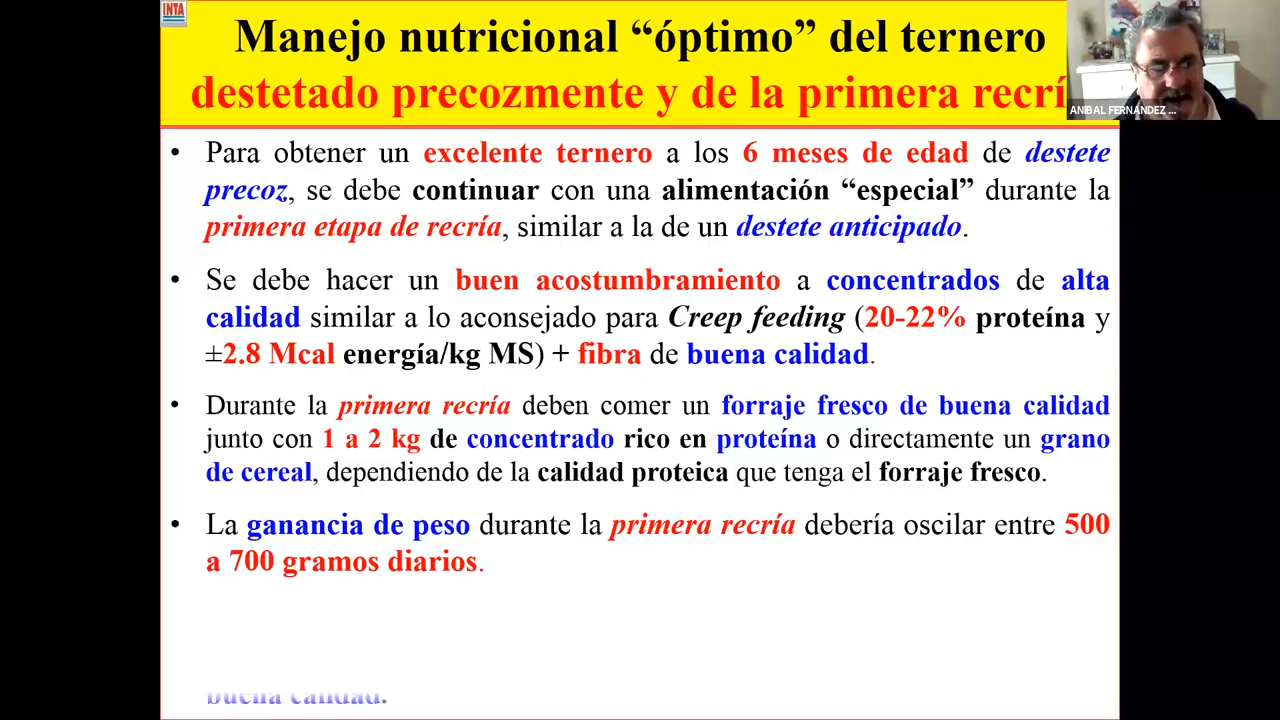 INTA
Manejo nutricional “óptimo” del ternero
destetado precozmente y de la primera recrí
ANIBAL FERNANDEZ ...
• Para obtener un excelente ternero a los 6 meses de edad de destete
precoz, se debe continuar con una alimentación “especial” durante la
primera etapa de recría, similar a la de un destete anticipado.
• Se debe hacer un buen acostumbramiento a concentrados de alta
calidad similar a lo aconsejado para Creep feeding (20-22% proteína y
±2.8 Mcal energía/kg MS) + fibra de buena calidad.
• Durante la primera recría deben comer un forraje fresco de buena calidad
junto con 1 a 2 kg de concentrado rico en proteína o directamente un grano
de cereal, dependiendo de la calidad proteica que tenga el forraje fresco.
• La ganancia de peso durante la primera recría debería oscilar entre 500
a 700 gramos diarios.
buena calidad.